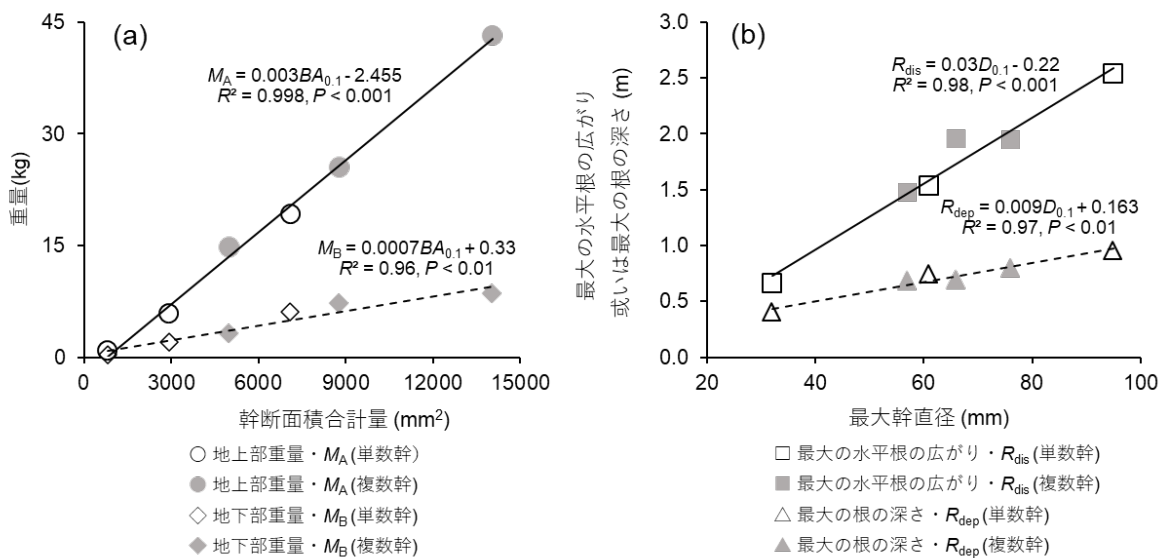 (a)
重量(kg)
45
30
15
0
M_A = 0.003BA_0.1 - 2.455
R² = 0.998, P < 0.001
M_B = 0.0007BA_0.1 + 0.33
R² = 0.96, P < 0.01
0 3000 6000 9000 12000 15000
幹断面積合計量 (mm²)
地上部重量・M_A (単数幹)
地上部重量・M_A (複数幹)
地下部重量・M_B (単数幹)
地下部重量・M_B (複数幹)
(b)
最大の水平根の広がり
或いは最大の根の深さ (m)
3.0
2.5
2.0
1.5
1.0
0.5
0.0
R_dis = 0.03D_0.1 - 0.22
R² = 0.98, P < 0.001
R_dep = 0.009D_0.1 + 0.163
R² = 0.97, P < 0.01
20 40 60 80 100
最大幹直径 (mm)
最大の水平根の広がり・R_dis (単数幹)
最大の水平根の広がり・R_dis (複数幹)
最大の根の深さ・R_dep (単数幹)
最大の根の深さ・R_dep (複数幹)